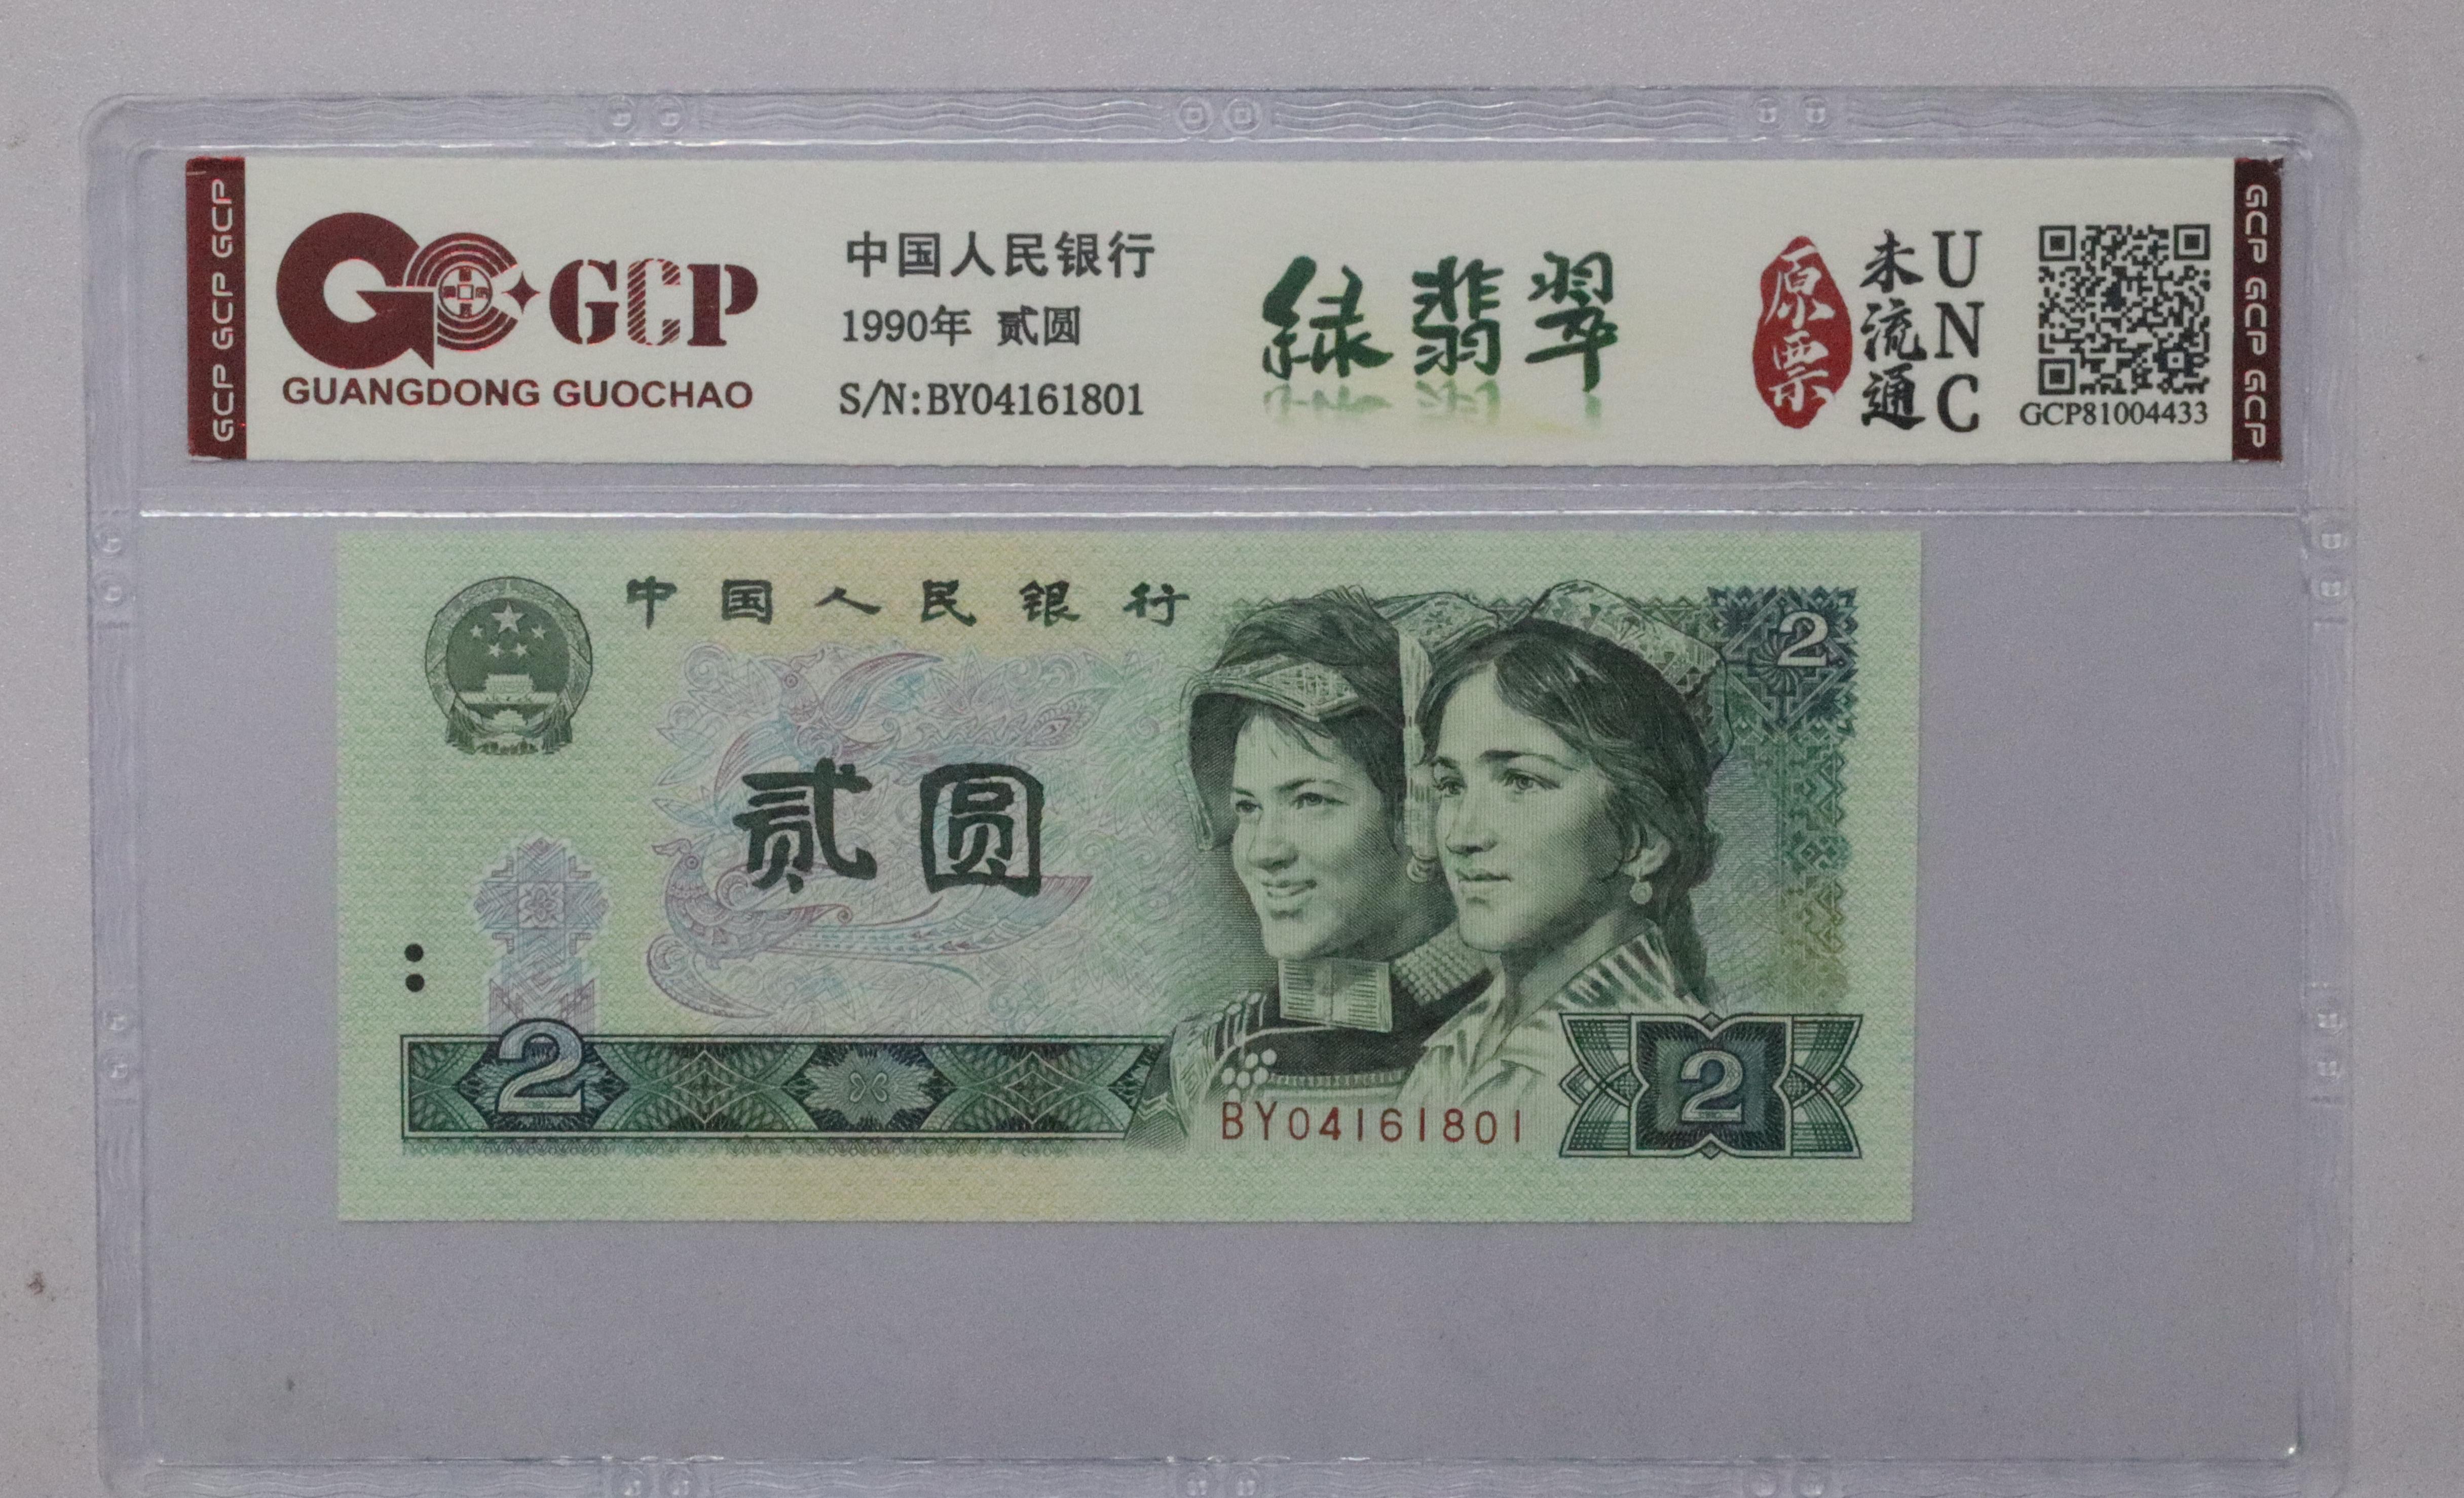 GCP GCP GCP
GCP
GUANGDONG GUOCHAO
中国人民银行
1990年 贰圆
S/N:BY04161801
绿翡翠
原票
未流通
UNC
GCP81004433
GCP GCP GCP
中国人民银行
2
贰圆
2
BY04161801
2